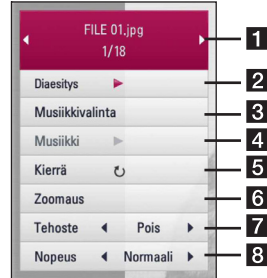 FILE 01.jpg
1/18
Diaesitys
Musiikkivalinta
Musiikki
Kierrä
Zoomaus
Tehoste Pois
Nopeus Normaali
1
2
3
4
5
6
7
8